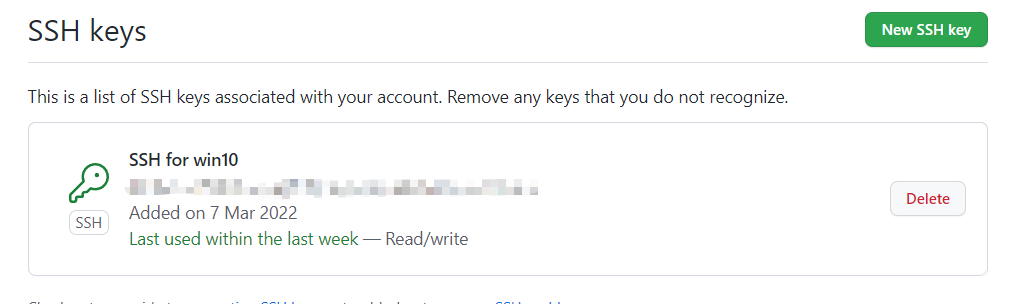 SSH keys
New SSH key
This is a list of SSH keys associated with your account. Remove any keys that you do not recognize.
SSH for win10
SSH
Added on 7 Mar 2022
Last used within the last week — Read/write
Delete